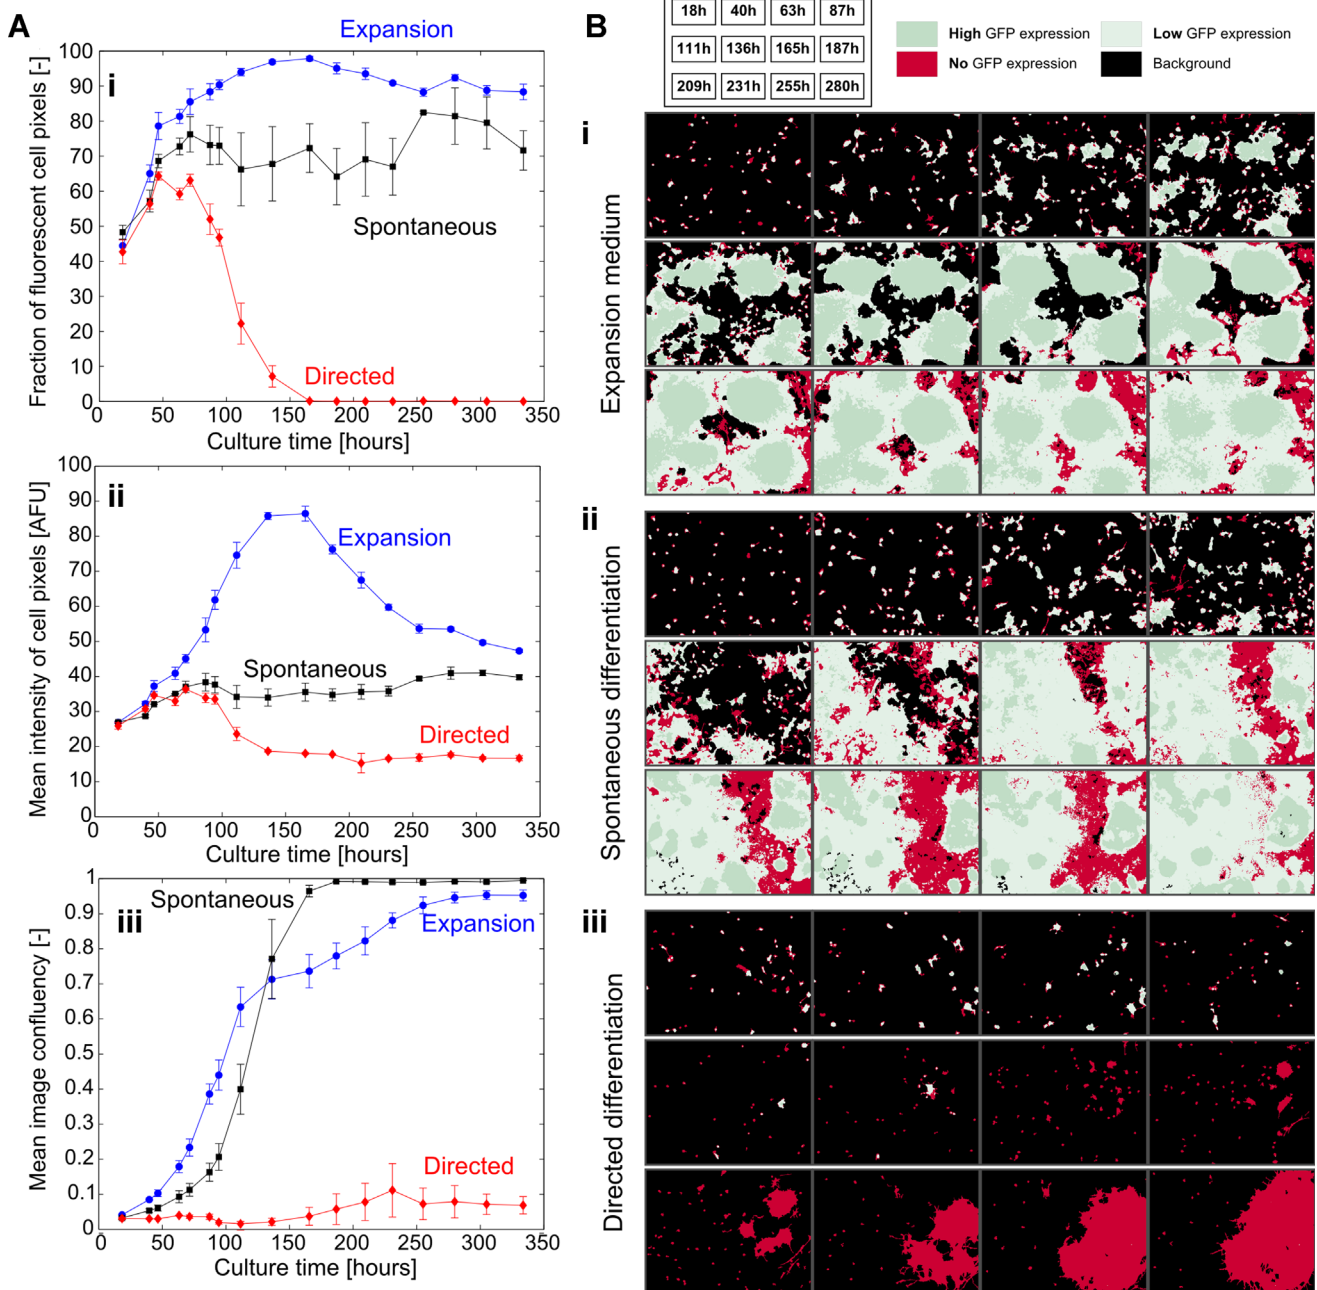 A
Expansion
i
Spontaneous
Directed
Fraction of fluorescent cell pixels [-]
100
90
80
70
60
50
40
30
20
10
0
0 50 100 150 200 250 300 350
Culture time [hours]
ii
Expansion
Spontaneous
Directed
Mean intensity of cell pixels [AFU]
100
90
80
70
60
50
40
30
20
10
0
0 50 100 150 200 250 300 350
Culture time [hours]
iii
Spontaneous
Expansion
Directed
Mean image confluency [-]
1
0.9
0.8
0.7
0.6
0.5
0.4
0.3
0.2
0.1
0
0 50 100 150 200 250 300 350
Culture time [hours]
B
18h 40h 63h 87h
111h 136h 165h 187h
209h 231h 255h 280h
High GFP expression
Low GFP expression
No GFP expression
Background
i
Expansion medium
ii
Spontaneous differentiation
iii
Directed differentiation